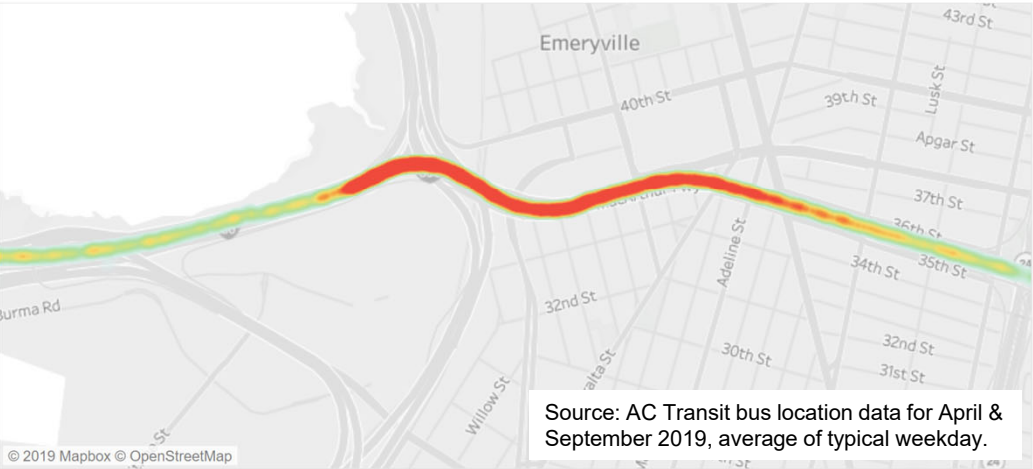 43rd St
Emeryville
Lusk St
40th St
39th St
Apgar St
37th St
36th St
35th St
34th St
Adeline St
Burma Rd
32nd St
32nd St
30th St
31st St
Willow St
Source: AC Transit bus location data for April &
September 2019, average of typical weekday.
© 2019 Mapbox © OpenStreetMap